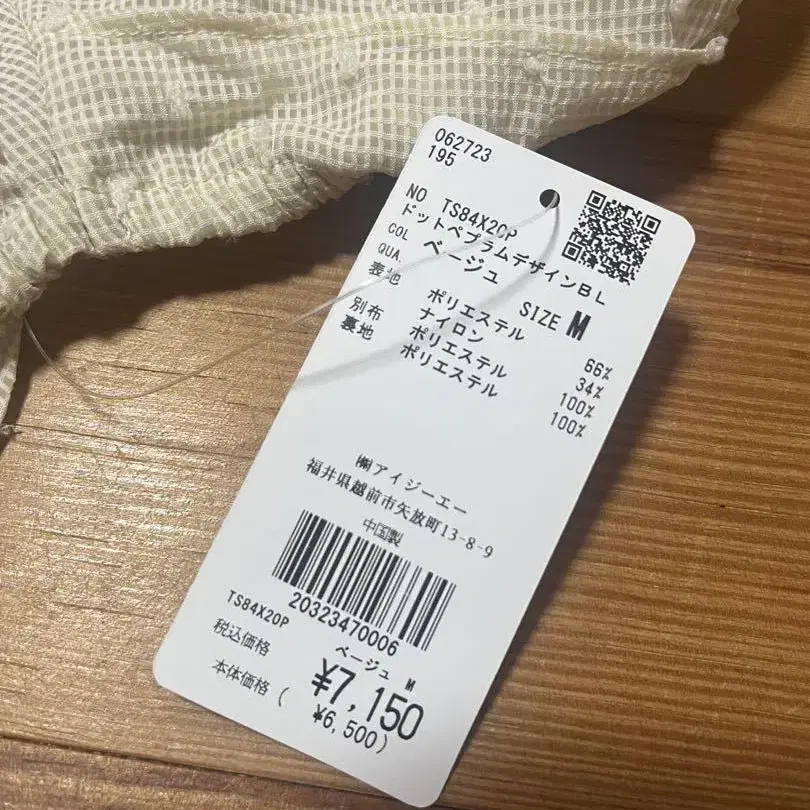 062723
195
NO TS84X20P
ドットペプラムデザインBL
COL ベージュ
QUA. SIZE M
表地 ポリエステル 66%
ナイロン 34%
別布 ポリエステル 100%
裏地 ポリエステル 100%
㈱アイジーエー
福井県越前市矢放町13-8-9
中国製
20323470006
TS84X20P ベージュ M
税込価格 ¥7,150
本体価格 ( ¥6,500)